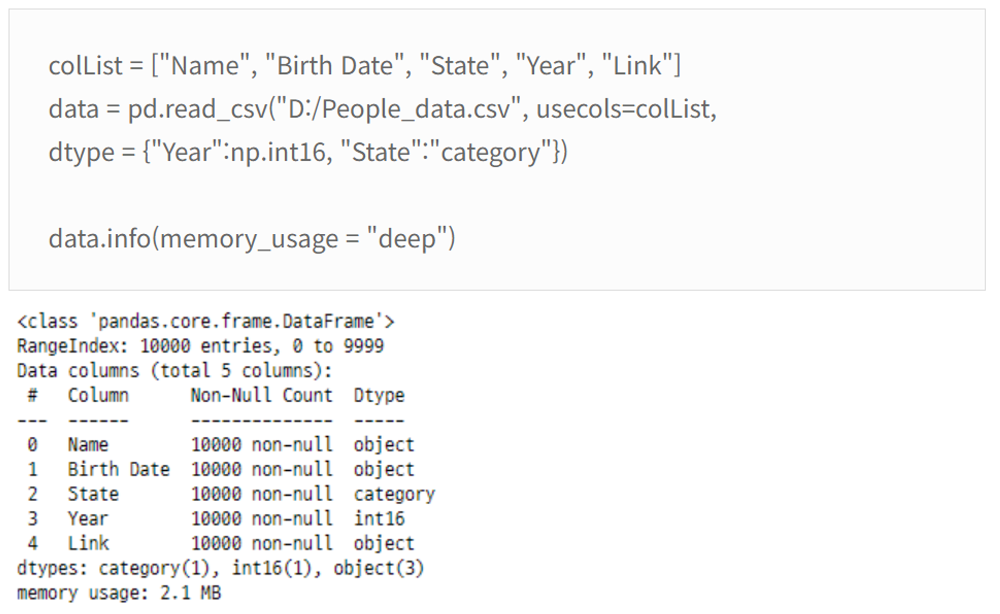 colList = ["Name", "Birth Date", "State", "Year", "Link"]
data = pd.read_csv("D:/People_data.csv", usecols=colList,
dtype = {"Year":np.int16, "State":"category"})
data.info(memory_usage = "deep")
<class 'pandas.core.frame.DataFrame'>
RangeIndex: 10000 entries, 0 to 9999
Data columns (total 5 columns):
 #   Column      Non-Null Count  Dtype
---  ------      --------------  -----
 0   Name        10000 non-null  object
 1   Birth Date  10000 non-null  object
 2   State       10000 non-null  category
 3   Year        10000 non-null  int16
 4   Link        10000 non-null  object
dtypes: category(1), int16(1), object(3)
memory usage: 2.1 MB